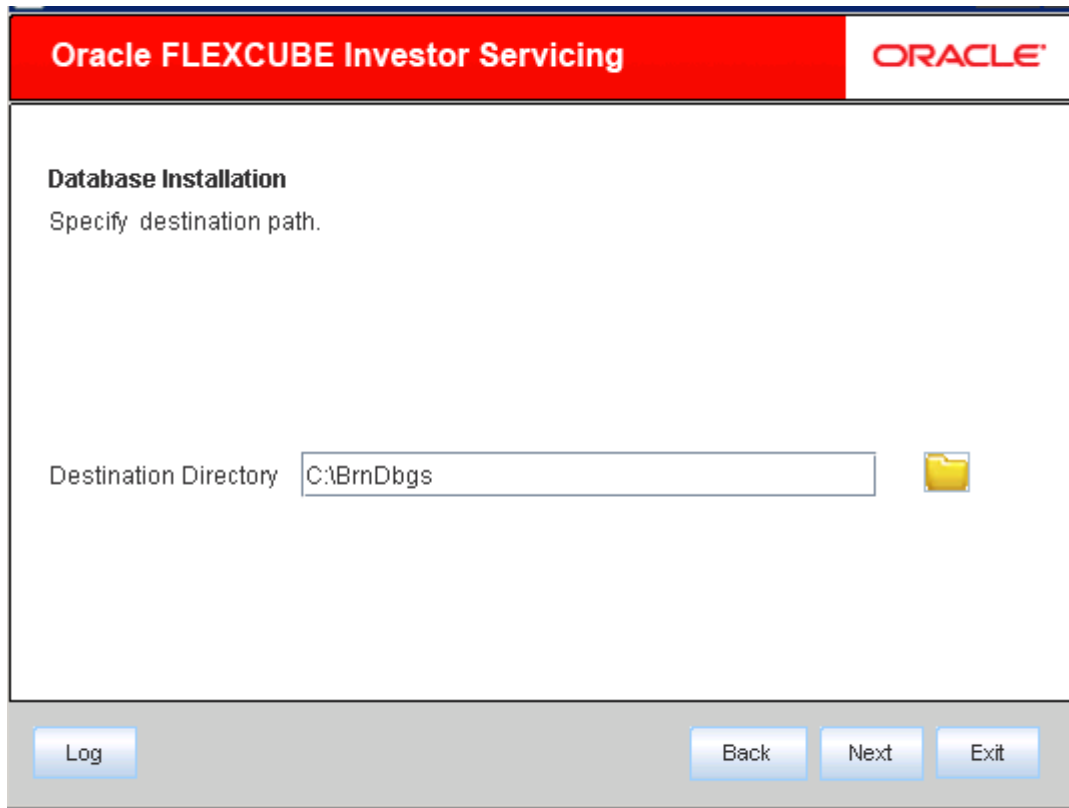 Oracle FLEXCUBE Investor Servicing
ORACLE'
Database Installation
Specify destination path.
Destination Directory C:\BrnDbgs
Log Back Next Exit